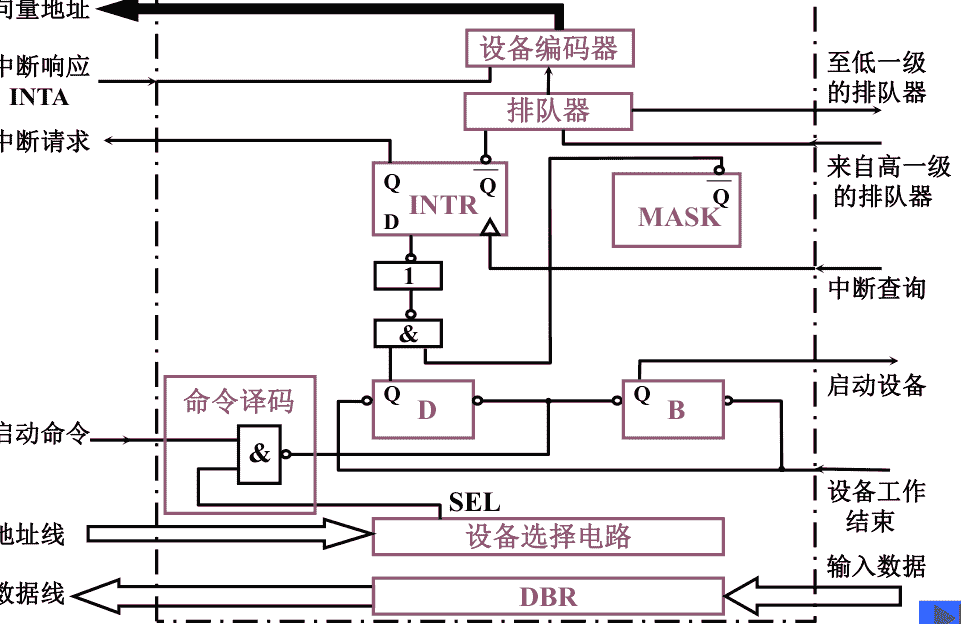 向量地址
设备编码器
中断响应
INTA
至低一级
的排队器
排队器
中断请求
来自高一级
的排队器
Q
Q
INTR
D
Q
MASK
1
中断查询
&
启动设备
命令译码
Q
D
Q
B
启动命令
&
设备工作
结束
SEL
地址线
设备选择电路
输入数据
数据线
DBR